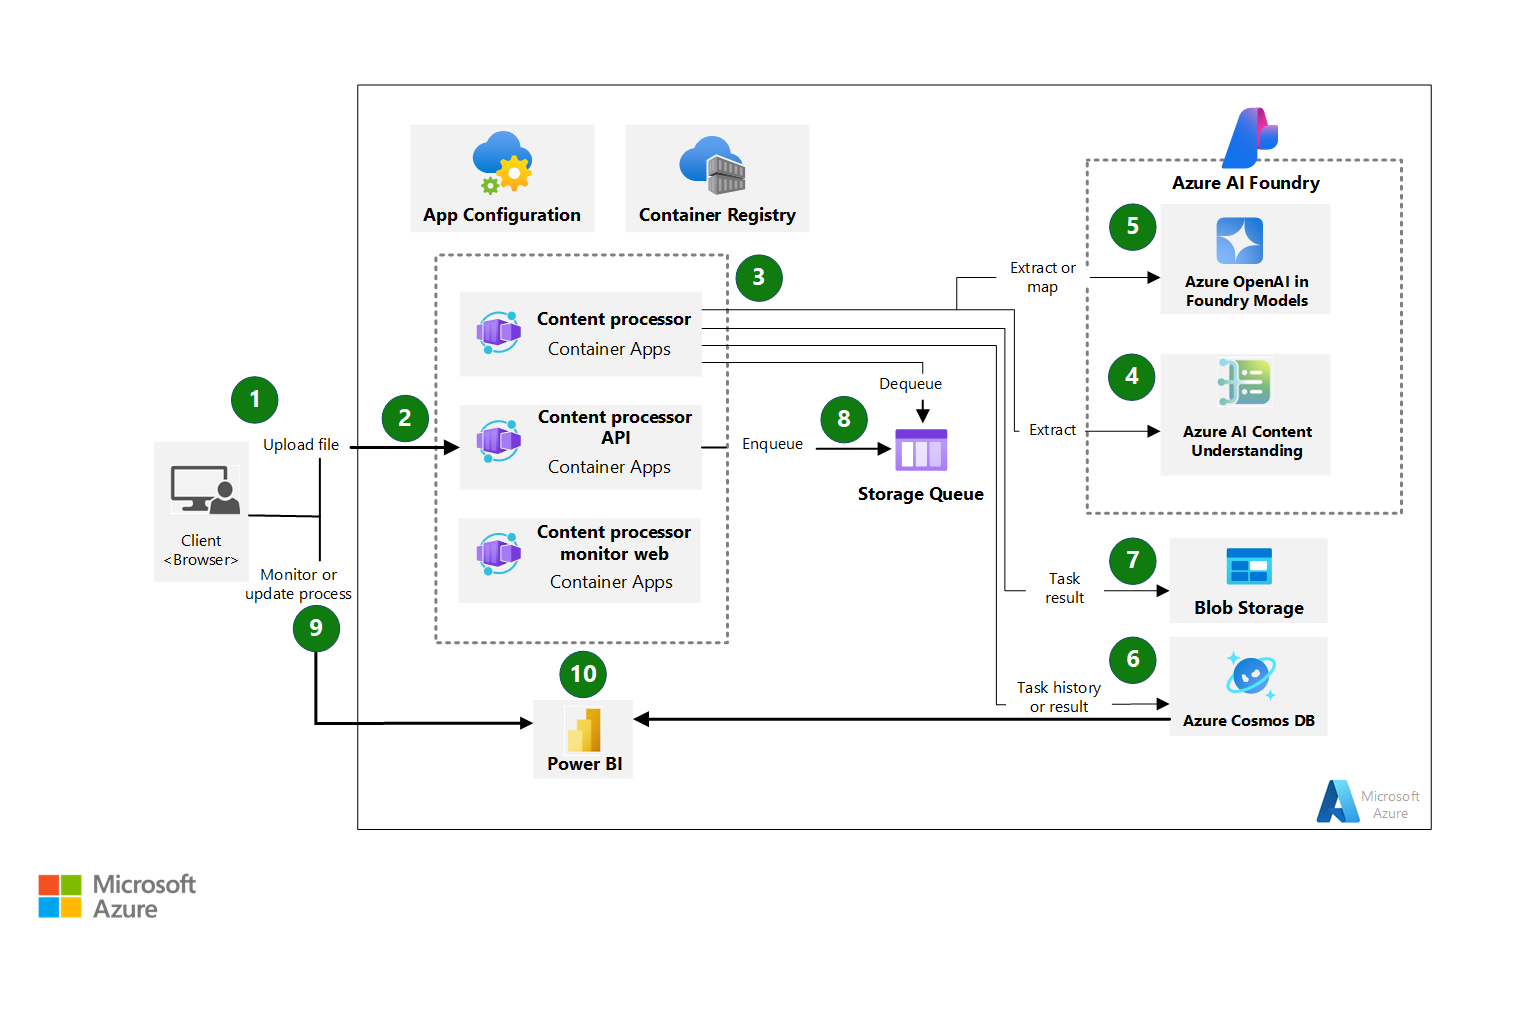 App Configuration
Container Registry
Azure AI Foundry
5
Azure OpenAI in
Foundry Models
3
Extract or
map
Content processor
Container Apps
4
Azure AI Content
Understanding
Extract
Dequeue
1
2
Upload file
Content processor
API
Container Apps
Enqueue
8
Storage Queue
Client
<Browser>
Content processor
monitor web
Container Apps
Monitor or
update process
9
7
Task
result
Blob Storage
6
Task history
or result
Azure Cosmos DB
10
Power BI
Microsoft
Azure
Microsoft
Azure